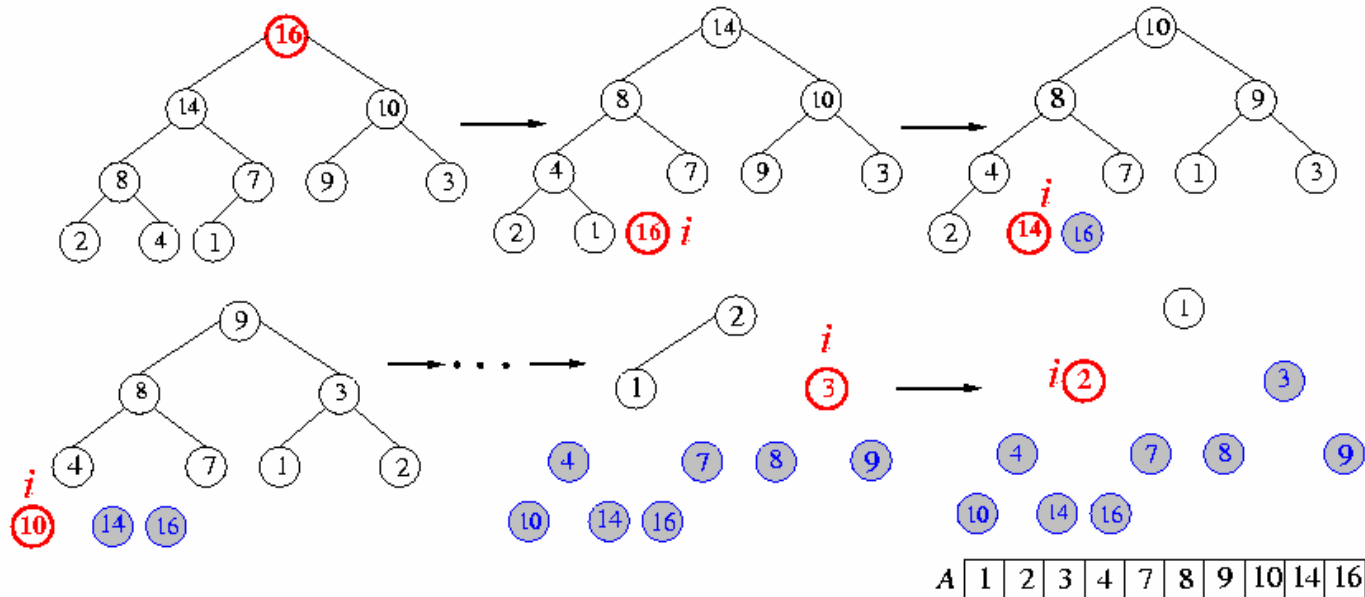 16 14 10
14 10 8 10 8 9
8 7 9 3 4 7 9 3 4 7 1 3
2 4 1 2 1 16 i 2 i 14 16
9 2 i 1
8 3 . . . 1 3 i 2 3
4 7 1 2 4 7 8 9 4 7 8 9
i 10 14 16 10 14 16 10 14 16
A 1 2 3 4 7 8 9 10 14 16